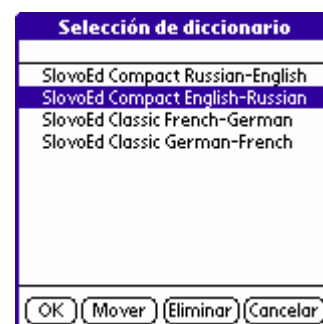 Selección de diccionario
SlovoEd Compact Russian-English
SlovoEd Compact English-Russian
SlovoEd Classic French-German
SlovoEd Classic German-French
OK Mover Eliminar Cancelar